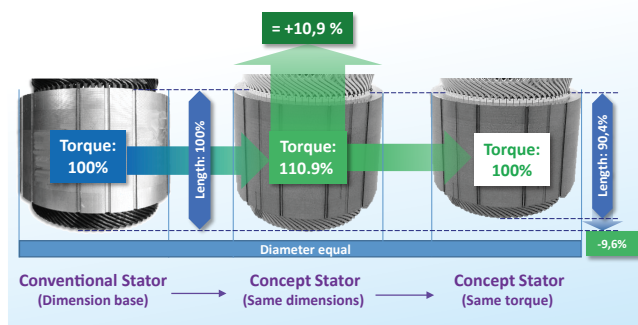 = +10,9 %
Torque:
100%
Length: 100%
Torque:
110.9%
Torque:
100%
Length: 90,4%
-9,6%
Diameter equal
Conventional Stator
(Dimension base)
Concept Stator
(Same dimensions)
Concept Stator
(Same torque)